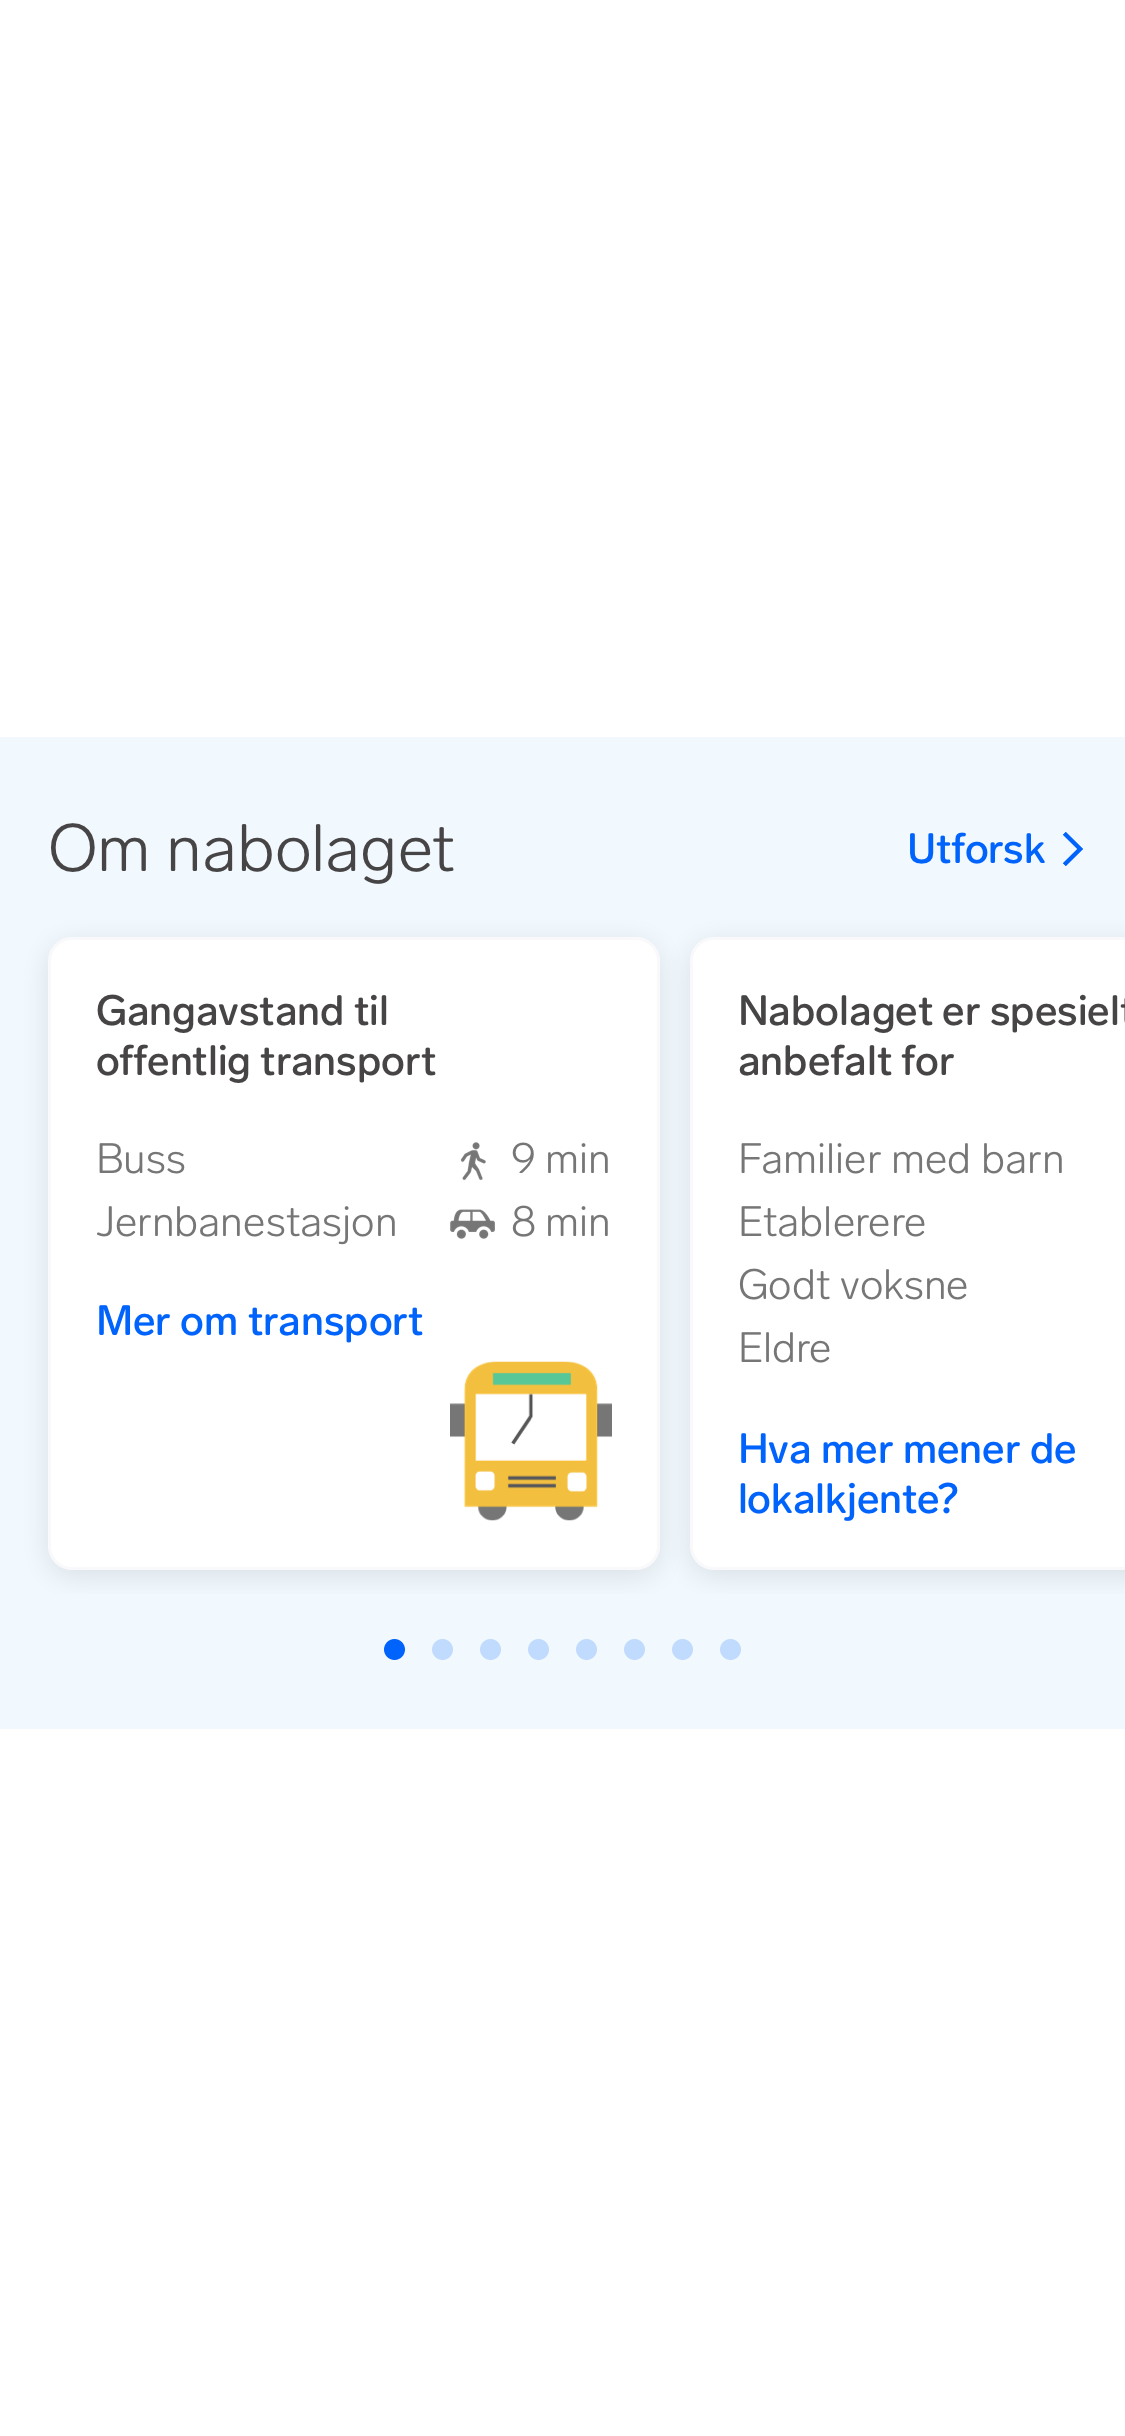 Om nabolaget
Utforsk
Gangavstand til
offentlig transport
Buss 9 min
Jernbanestasjon 8 min
Mer om transport
Nabolaget er spesielt
anbefalt for
Familier med barn
Etablerere
Godt voksne
Eldre
Hva mer mener de
lokalkjente?